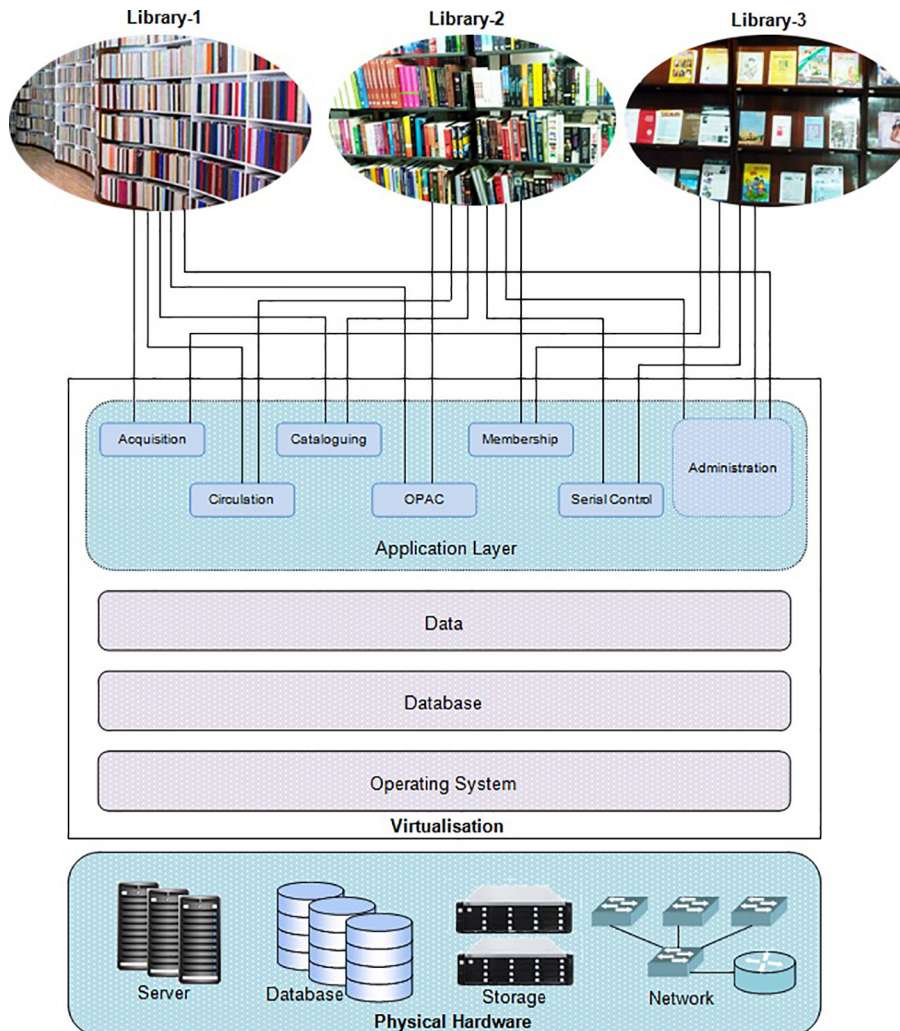 Library-1
Library-2
Library-3
Acquisition
Cataloguing
Membership
Administration
Circulation
OPAC
Serial Control
Application Layer
Data
Database
Operating System
Virtualisation
Server
Database
Storage
Network
Physical Hardware